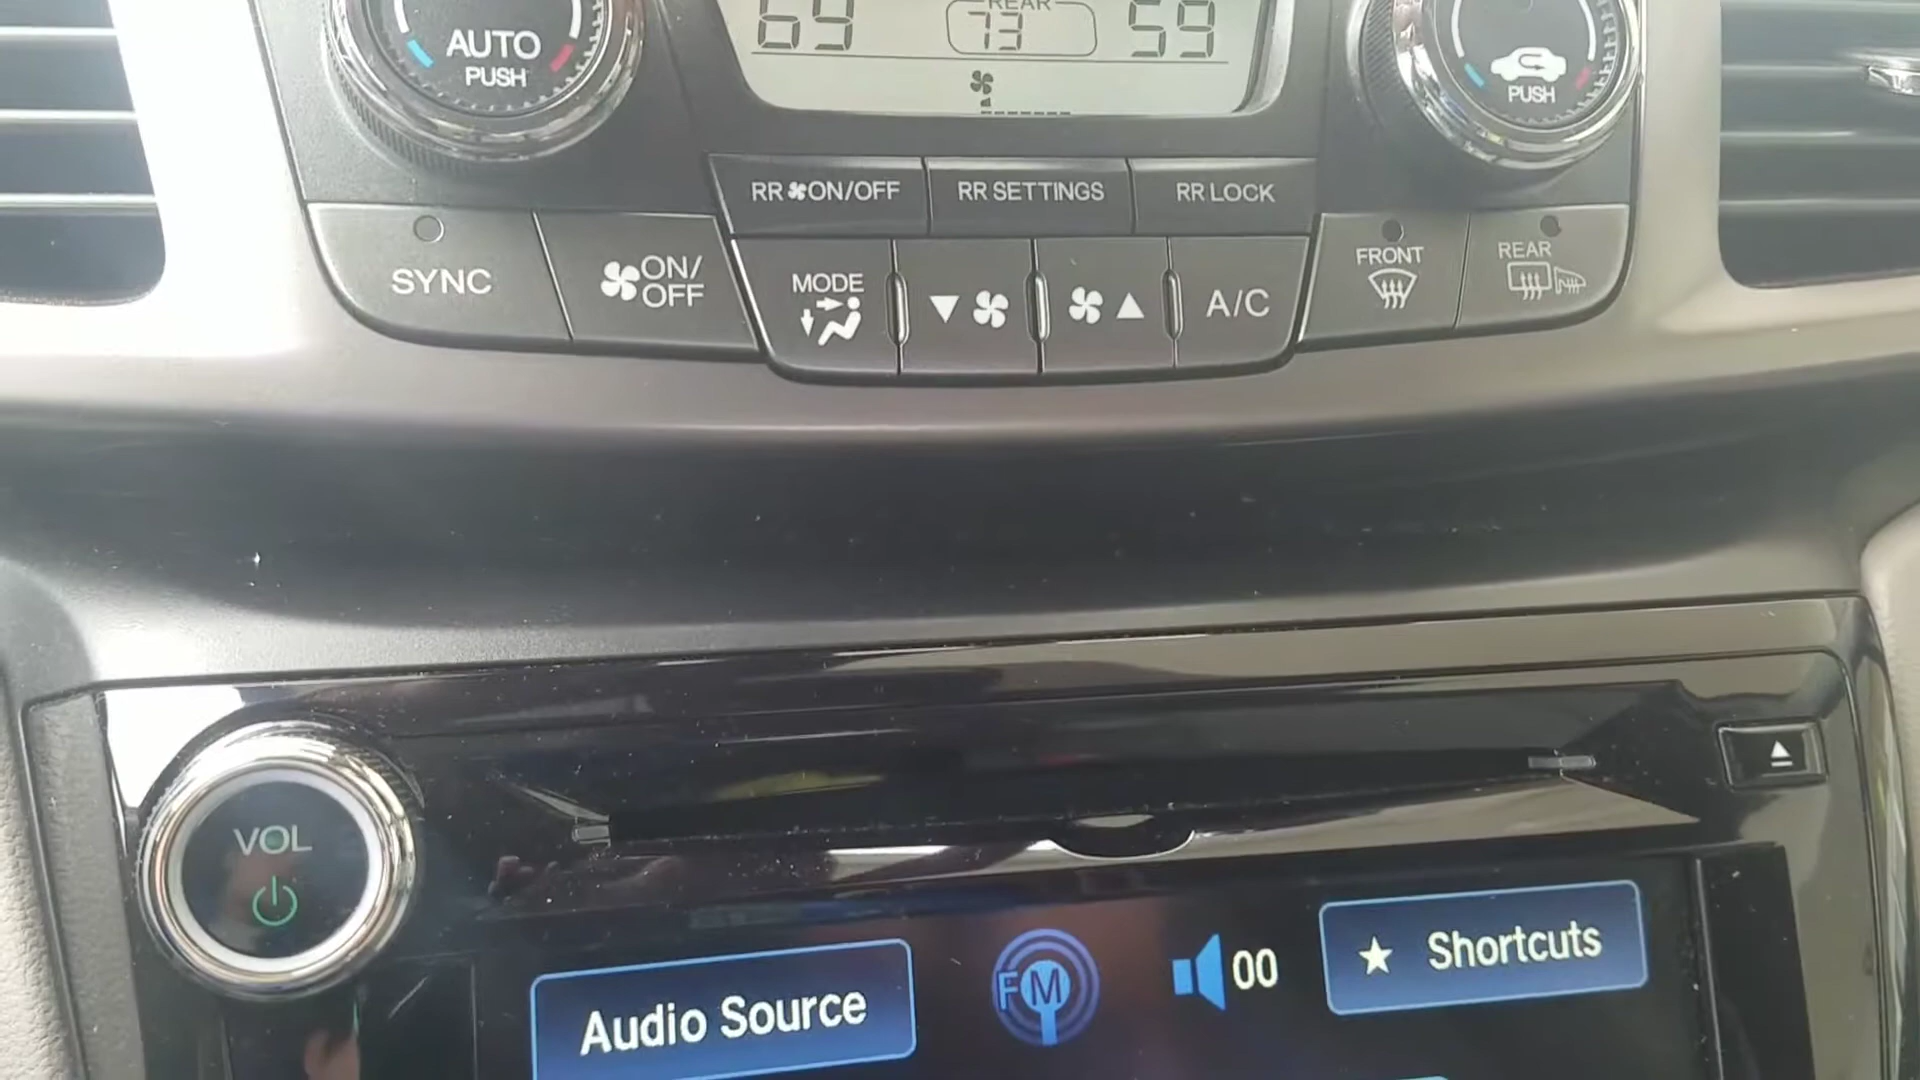 69
REAR
73
59
AUTO
PUSH
PUSH
RR ON/OFF
RR SETTINGS
RR LOCK
SYNC
ON/
OFF
MODE
A/C
FRONT
REAR
VOL
Audio Source
FM
00
Shortcuts